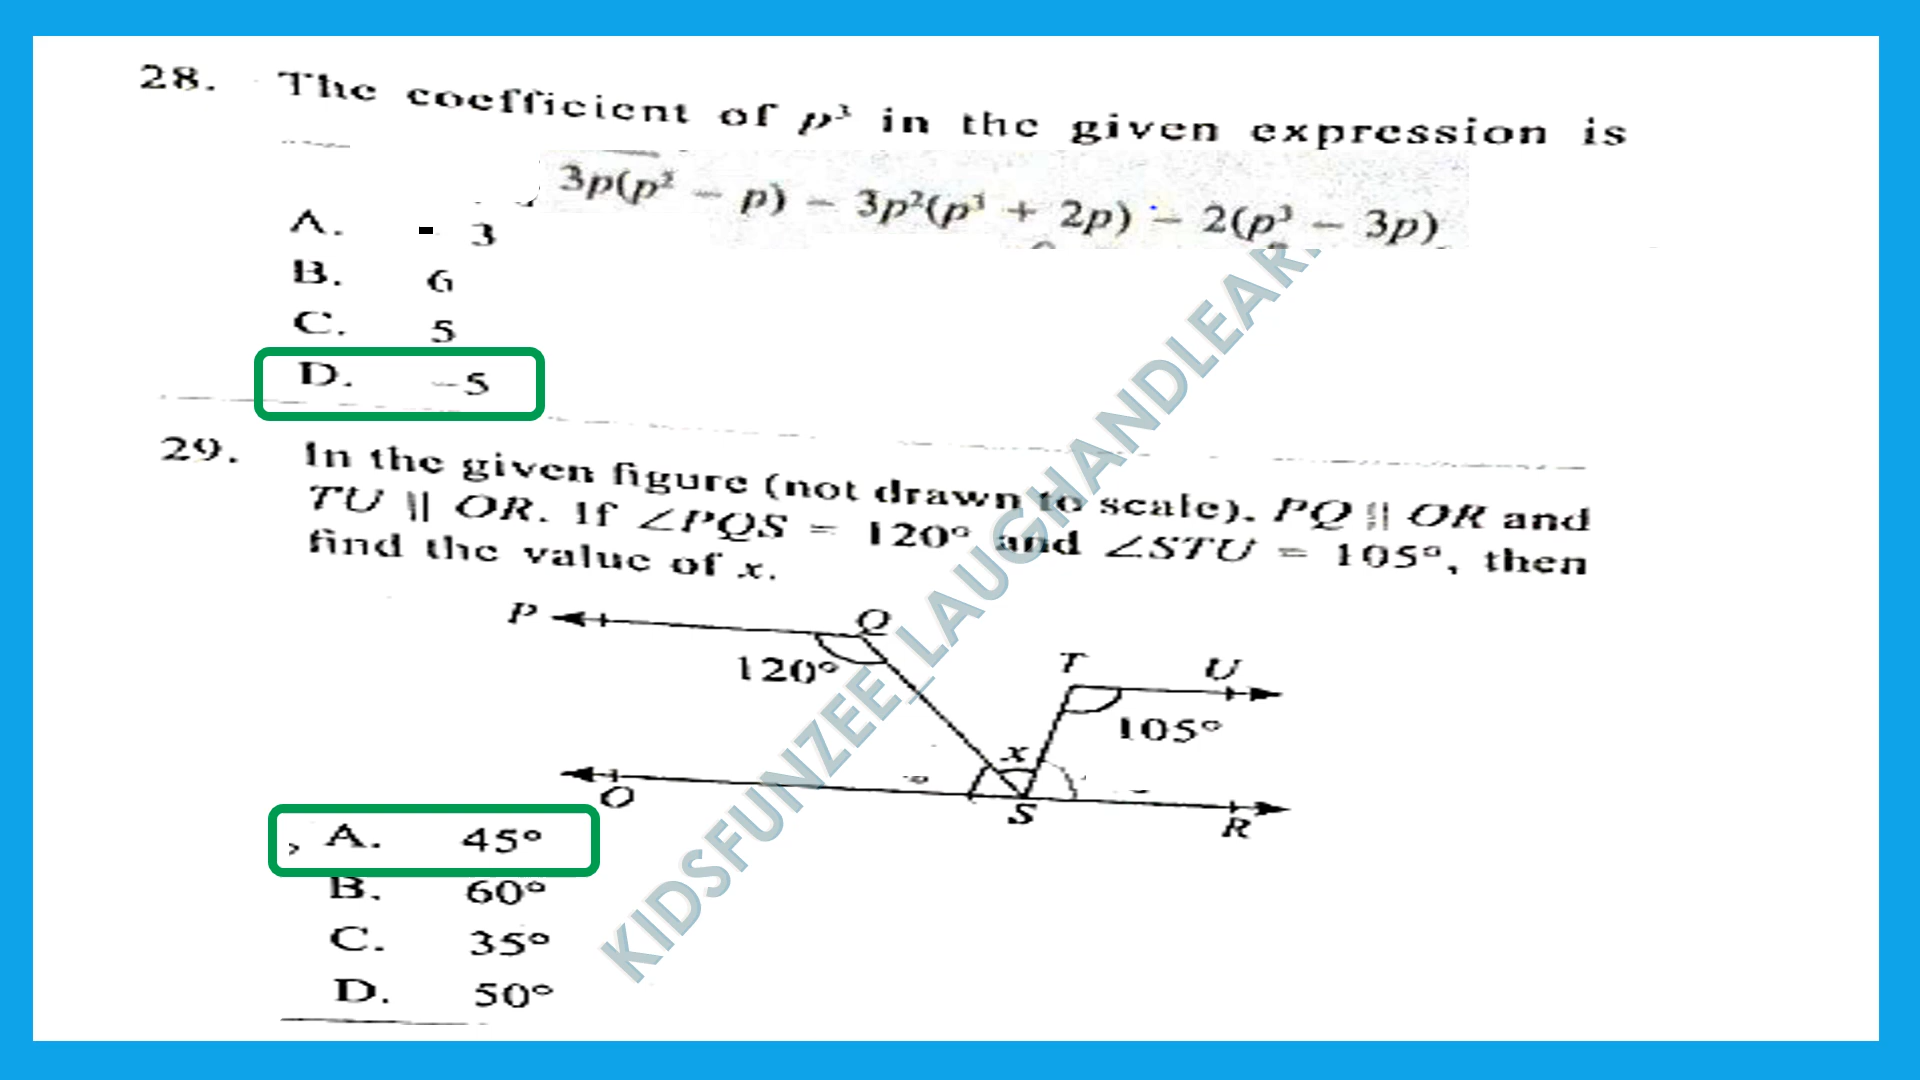 28. The coefficient of p³ in the given expression is
3p(p² − p) − 3p²(p³ + 2p) − 2(p³ − 3p)
A. - 3
B. 6
C. 5
D. −5
29. In the given figure (not drawn to scale), PQ || OR and
TU || OR. If ∠PQS = 120° and ∠STU = 105°, then
find the value of x.
P Q
120°
T U
105°
x
O S R
A. 45°
B. 60°
C. 35°
D. 50°
KIDSFUNZEE_LAUGHANDLEARN